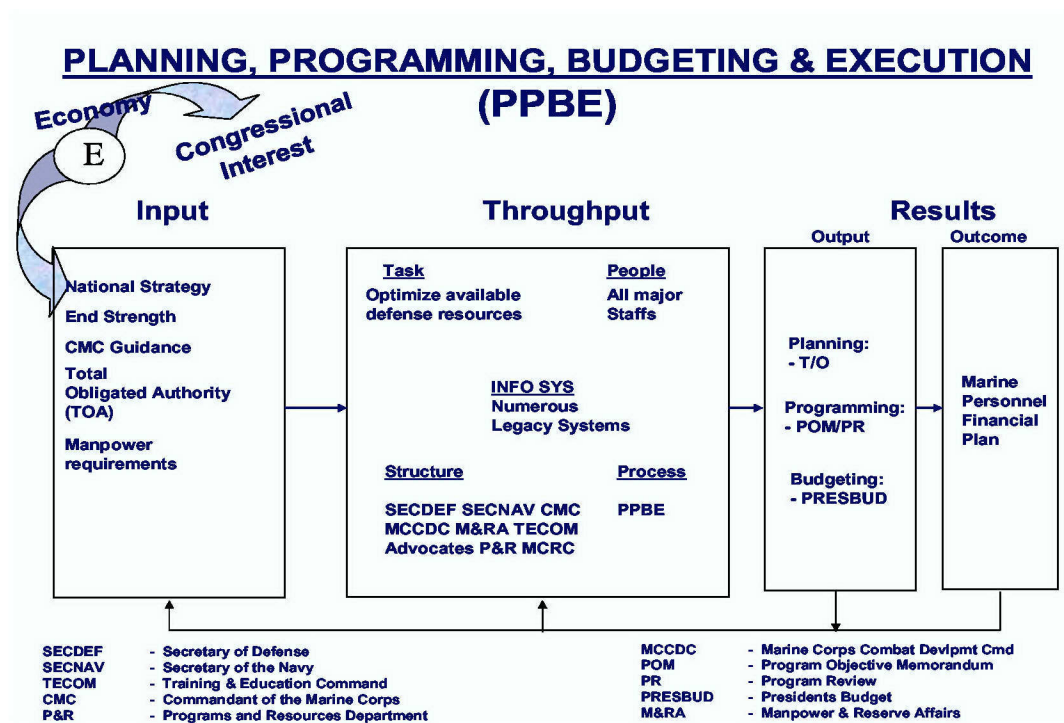 PLANNING, PROGRAMMING, BUDGETING & EXECUTION
(PPBE)
Economy
E
Congressional
Interest
Input
Throughput
Results
Output
Outcome
National Strategy
End Strength
CMC Guidance
Total
Obligated Authority
(TOA)
Manpower
requirements
Task
Optimize available
defense resources
People
All major
Staffs
INFO SYS
Numerous
Legacy Systems
Structure
SECDEF SECNAV CMC
MCCDC M&RA TECOM
Advocates P&R MCRC
Process
PPBE
Planning:
- T/O
Programming:
- POM/PR
Budgeting:
- PRESBUD
Marine
Personnel
Financial
Plan
SECDEF - Secretary of Defense
SECNAV - Secretary of the Navy
TECOM - Training & Education Command
CMC - Commandant of the Marine Corps
P&R - Programs and Resources Department
MCCDC - Marine Corps Combat Devlpmt Cmd
POM - Program Objective Memorandum
PR - Program Review
PRESBUD - Presidents Budget
M&RA - Manpower & Reserve Affairs